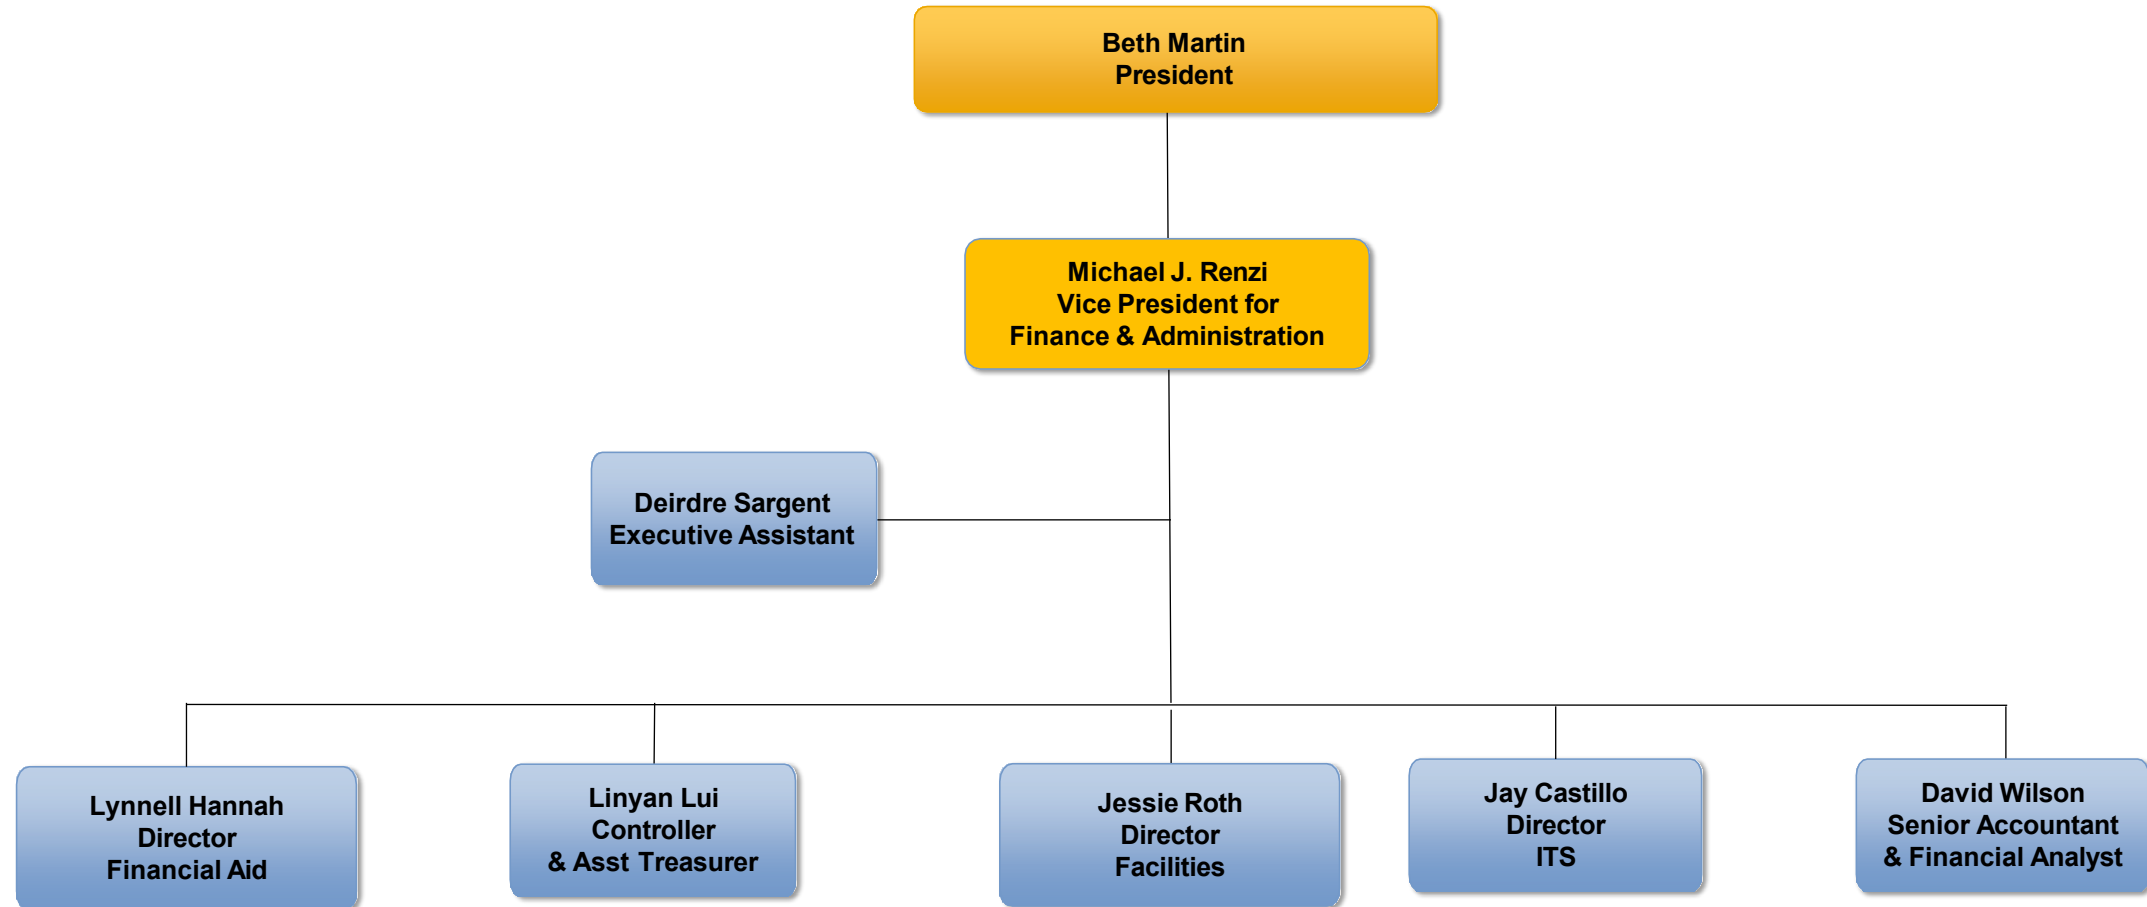 Beth Martin
President
Michael J. Renzi
Vice President for
Finance & Administration
Deirdre Sargent
Executive Assistant
Lynnell Hannah
Director
Financial Aid
Linyan Lui
Controller
& Asst Treasurer
Jessie Roth
Director
Facilities
Jay Castillo
Director
ITS
David Wilson
Senior Accountant
& Financial Analyst